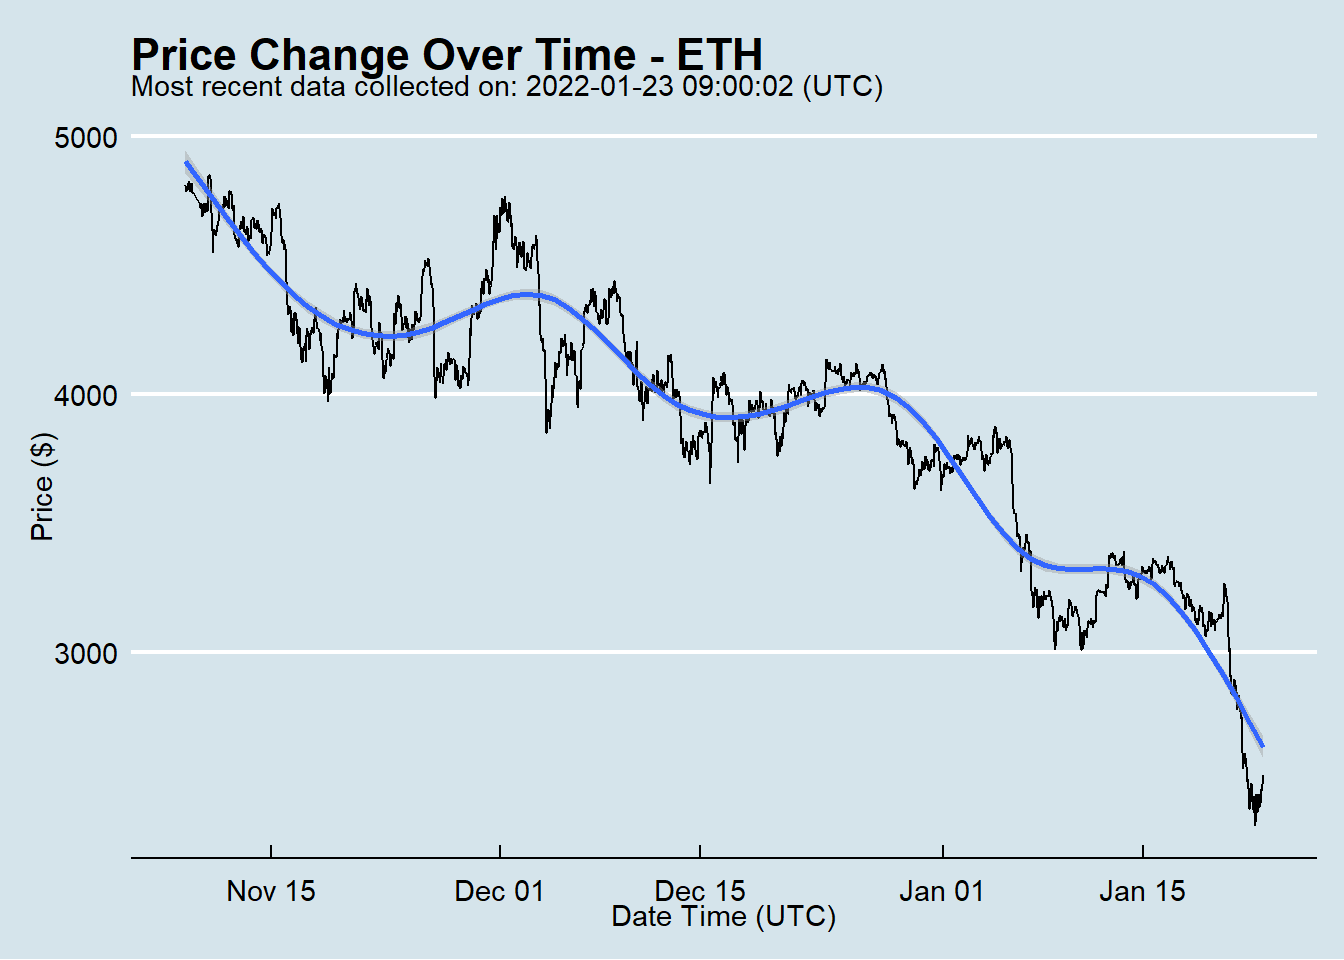 Price Change Over Time - ETH
Most recent data collected on: 2022-01-23 09:00:02 (UTC)
5000
4000
3000
Price ($)
Nov 15 Dec 01 Dec 15 Jan 01 Jan 15
Date Time (UTC)